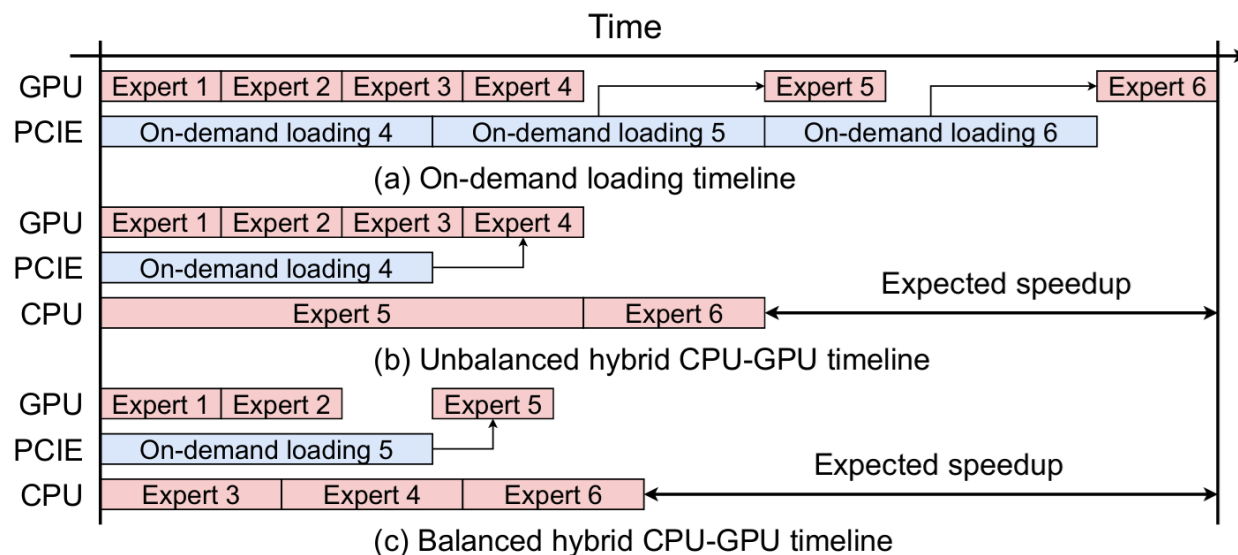 Time
GPU Expert 1 Expert 2 Expert 3 Expert 4 Expert 5 Expert 6
PCIE On-demand loading 4 On-demand loading 5 On-demand loading 6
(a) On-demand loading timeline
GPU Expert 1 Expert 2 Expert 3 Expert 4
PCIE On-demand loading 4
Expected speedup
CPU Expert 5 Expert 6
(b) Unbalanced hybrid CPU-GPU timeline
GPU Expert 1 Expert 2 Expert 5
PCIE On-demand loading 5
Expected speedup
CPU Expert 3 Expert 4 Expert 6
(c) Balanced hybrid CPU-GPU timeline